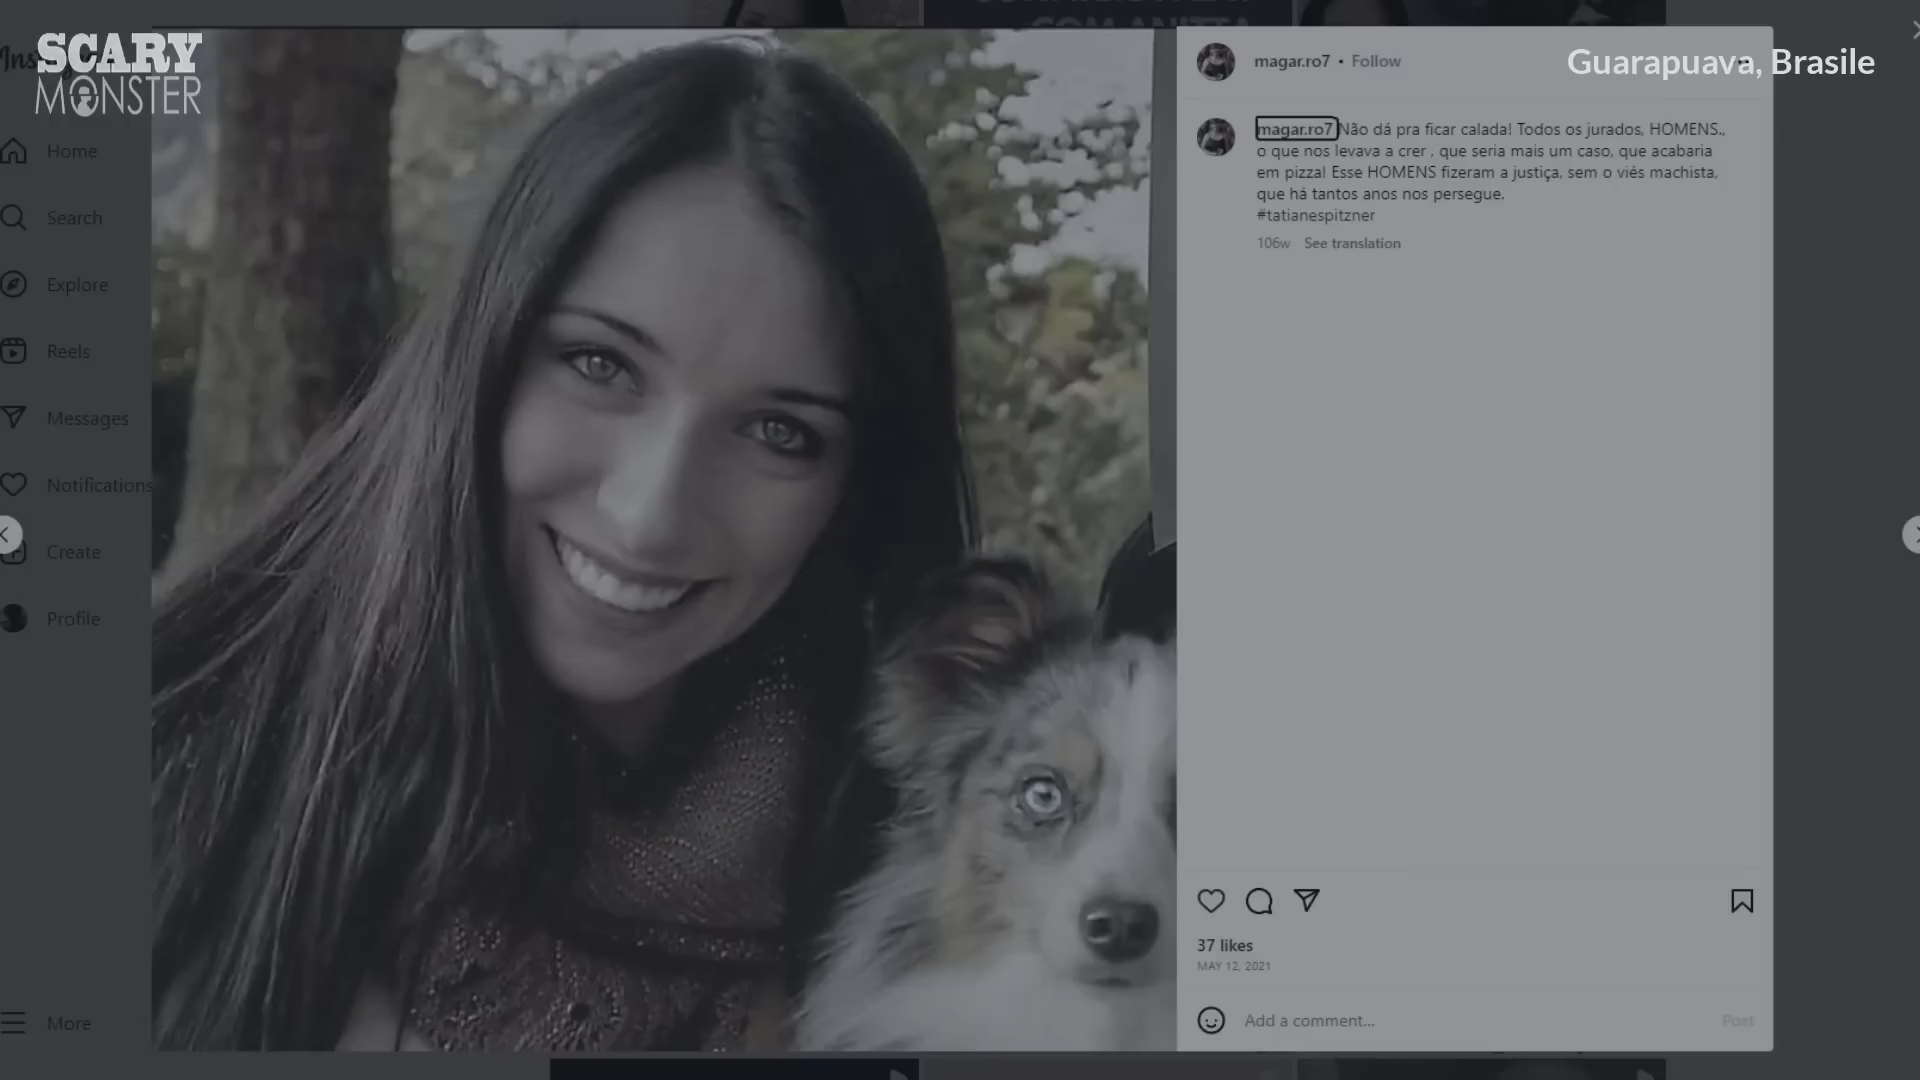 SCARY
MONSTER
Guarapuava, Brasile
Home
Search
Explore
Reels
Messages
Notifications
Create
Profile
More
magar.ro7 • Follow
magar.ro7 Não dá pra ficar calada! Todos os jurados, HOMENS.,
o que nos levava a crer , que seria mais um caso, que acabaria
em pizza! Esse HOMENS fizeram a justiça, sem o viés machista,
que há tantos anos nos persegue.
#tatianespitzner
106w See translation
37 likes
MAY 12, 2021
Add a comment...
Post